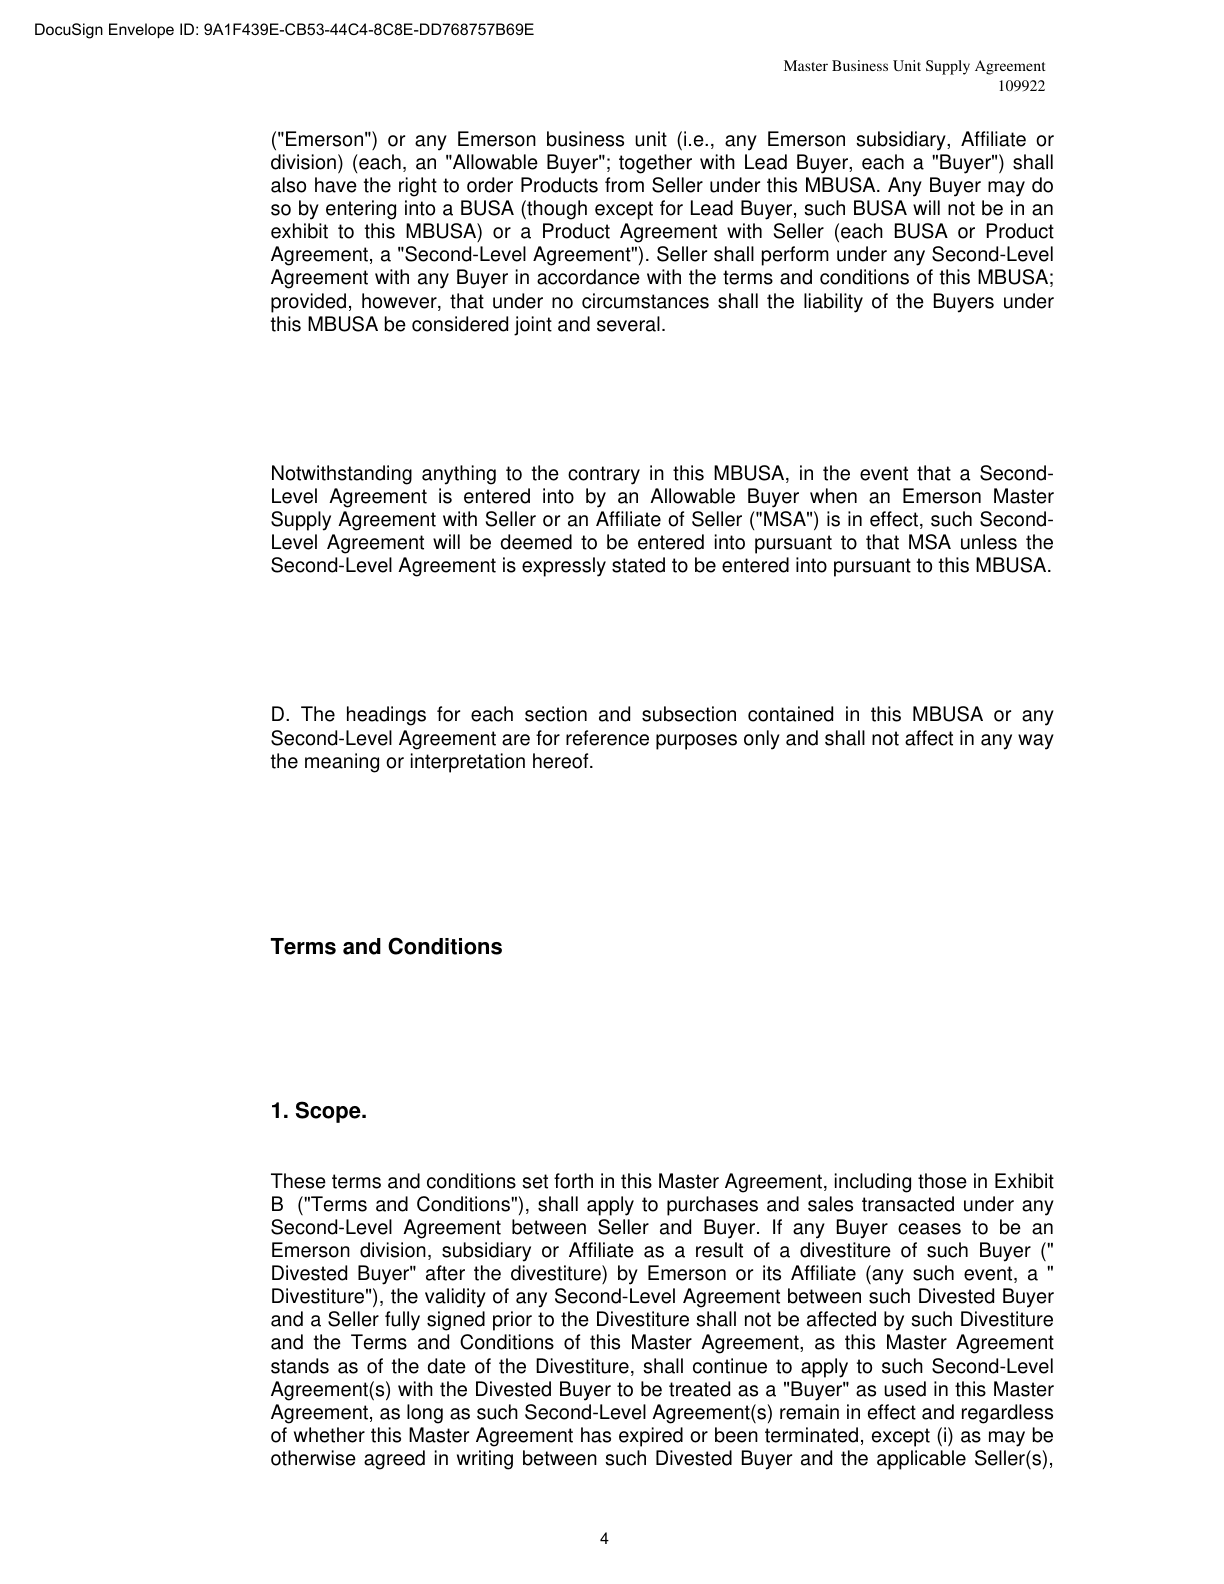 DocuSign Envelope ID: 9A1F439E-CB53-44C4-8C8E-DD768757B69E
Master Business Unit Supply Agreement
109922
("Emerson") or any Emerson business unit (i.e., any Emerson subsidiary, Affiliate or
division) (each, an "Allowable Buyer"; together with Lead Buyer, each a "Buyer") shall
also have the right to order Products from Seller under this MBUSA. Any Buyer may do
so by entering into a BUSA (though except for Lead Buyer, such BUSA will not be in an
exhibit to this MBUSA) or a Product Agreement with Seller (each BUSA or Product
Agreement, a "Second-Level Agreement"). Seller shall perform under any Second-Level
Agreement with any Buyer in accordance with the terms and conditions of this MBUSA;
provided, however, that under no circumstances shall the liability of the Buyers under
this MBUSA be considered joint and several.
Notwithstanding anything to the contrary in this MBUSA, in the event that a Second-
Level Agreement is entered into by an Allowable Buyer when an Emerson Master
Supply Agreement with Seller or an Affiliate of Seller ("MSA") is in effect, such Second-
Level Agreement will be deemed to be entered into pursuant to that MSA unless the
Second-Level Agreement is expressly stated to be entered into pursuant to this MBUSA.
D. The headings for each section and subsection contained in this MBUSA or any
Second-Level Agreement are for reference purposes only and shall not affect in any way
the meaning or interpretation hereof.
Terms and Conditions
1. Scope.
These terms and conditions set forth in this Master Agreement, including those in Exhibit
B ("Terms and Conditions"), shall apply to purchases and sales transacted under any
Second-Level Agreement between Seller and Buyer. If any Buyer ceases to be an
Emerson division, subsidiary or Affiliate as a result of a divestiture of such Buyer ("
Divested Buyer" after the divestiture) by Emerson or its Affiliate (any such event, a "
Divestiture"), the validity of any Second-Level Agreement between such Divested Buyer
and a Seller fully signed prior to the Divestiture shall not be affected by such Divestiture
and the Terms and Conditions of this Master Agreement, as this Master Agreement
stands as of the date of the Divestiture, shall continue to apply to such Second-Level
Agreement(s) with the Divested Buyer to be treated as a "Buyer" as used in this Master
Agreement, as long as such Second-Level Agreement(s) remain in effect and regardless
of whether this Master Agreement has expired or been terminated, except (i) as may be
otherwise agreed in writing between such Divested Buyer and the applicable Seller(s),
4